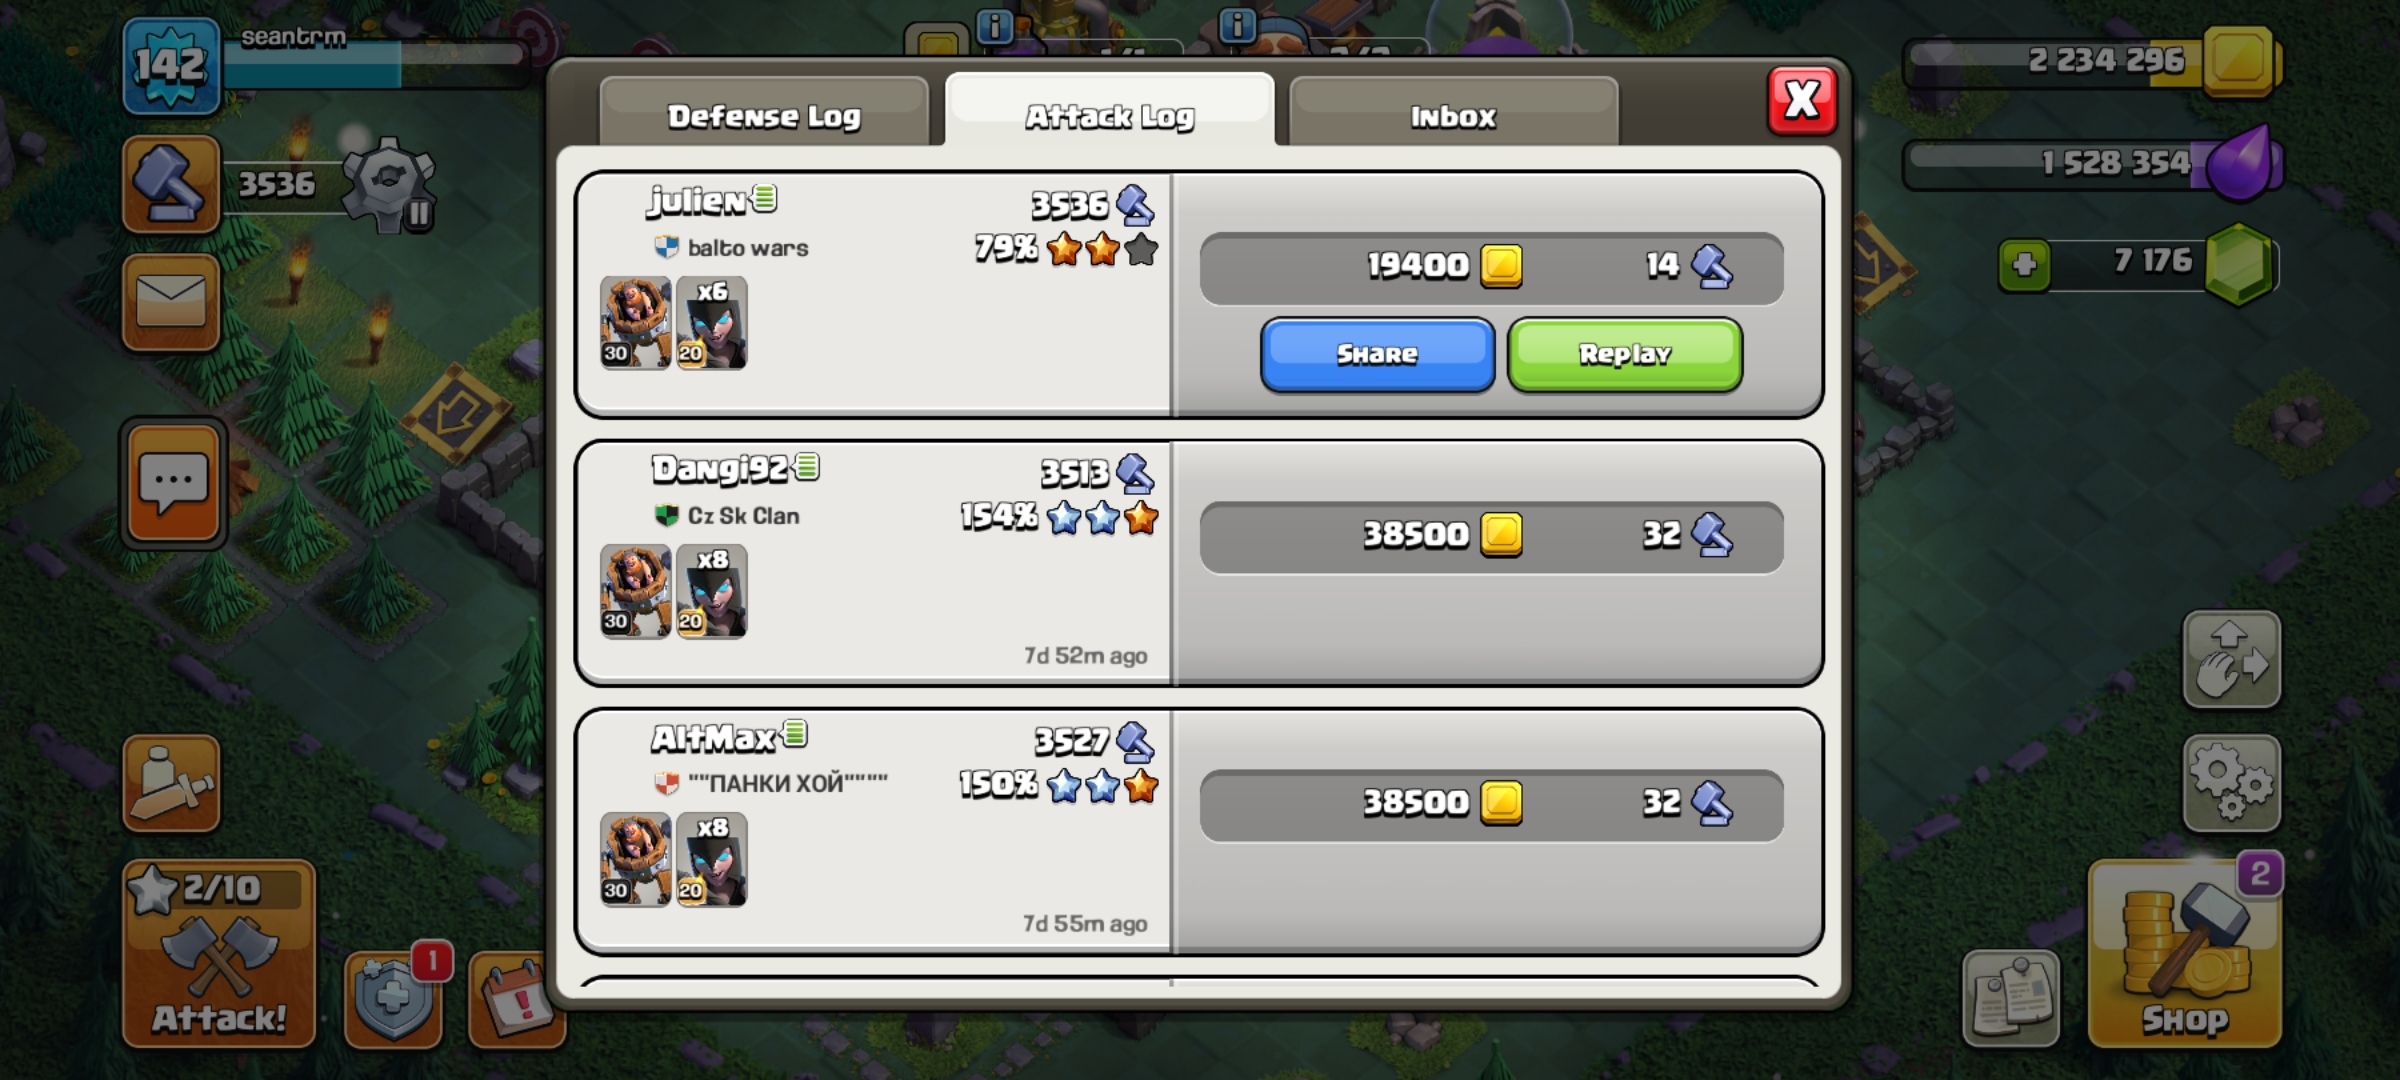 142
seantrm
3536
2 234 296
1 528 354
7 176
Defense Log
Attack Log
Inbox
X
julien
3536
balto wars
79%
x6
30
20
19400
14
Share
Replay
Dangi92
3513
Cz Sk Clan
154%
x8
30
20
7d 52m ago
38500
32
AltMax
3527
""ПАНКИ ХОЙ""""
150%
x8
30
20
7d 55m ago
38500
32
2/10
Attack!
1
2
Shop